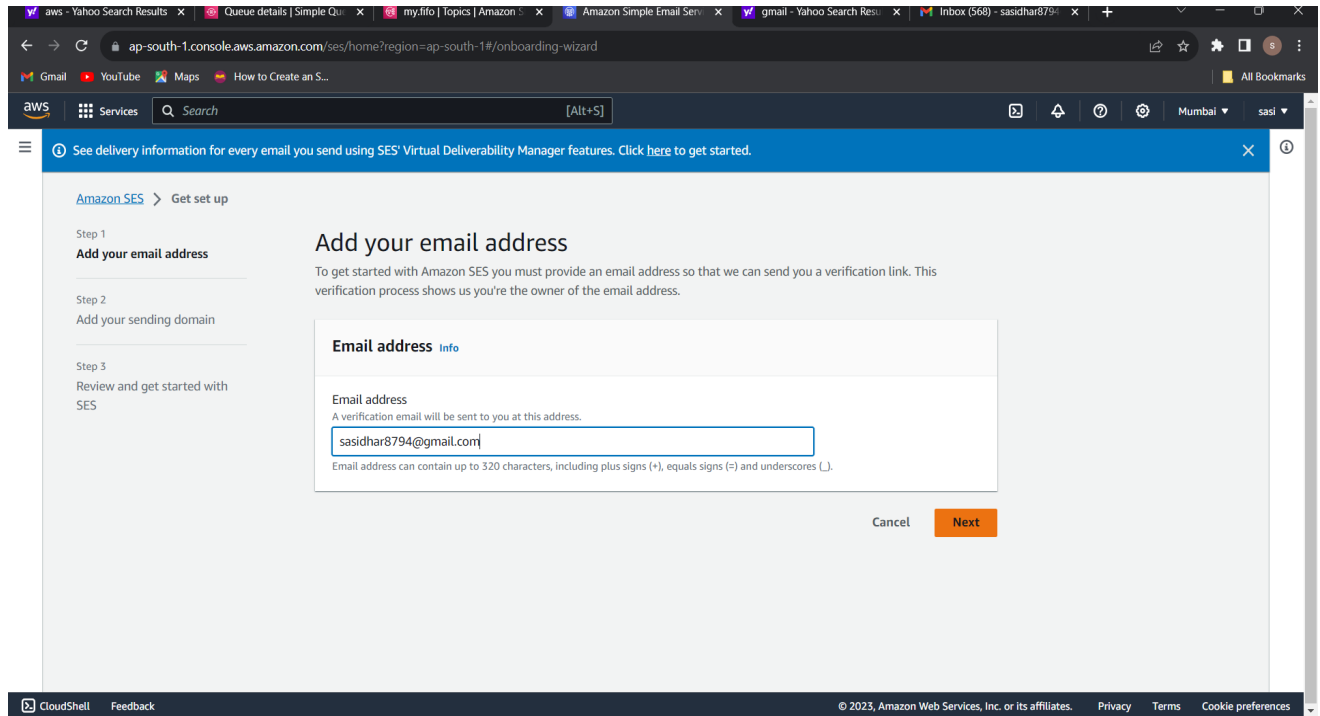 aws - Yahoo Search Results
Queue details | Simple Que
my.fifo | Topics | Amazon S
Amazon Simple Email Servi
gmail - Yahoo Search Resu
Inbox (568) - sasidhar8794
ap-south-1.console.aws.amazon.com/ses/home?region=ap-south-1#/onboarding-wizard
s
Gmail YouTube Maps How to Create an S... All Bookmarks
aws Services Search [Alt+S] Mumbai sasi
See delivery information for every email you send using SES' Virtual Deliverability Manager features. Click here to get started.
Amazon SES > Get set up
Step 1
Add your email address
Step 2
Add your sending domain
Step 3
Review and get started with
SES
Add your email address
To get started with Amazon SES you must provide an email address so that we can send you a verification link. This
verification process shows us you're the owner of the email address.
Email address Info
Email address
A verification email will be sent to you at this address.
sasidhar8794@gmail.com
Email address can contain up to 320 characters, including plus signs (+), equals signs (=) and underscores (_).
Cancel Next
CloudShell Feedback © 2023, Amazon Web Services, Inc. or its affiliates. Privacy Terms Cookie preferences